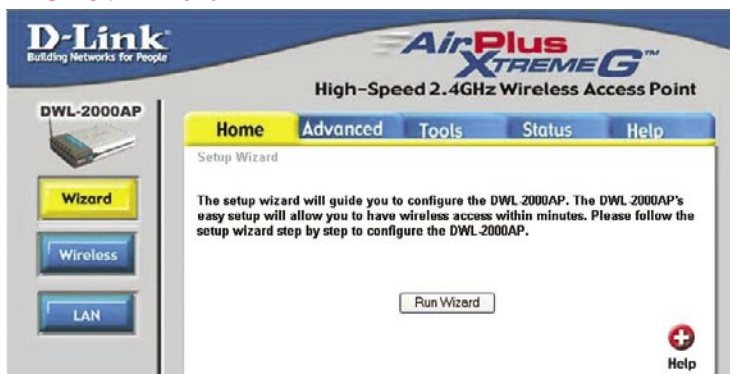 D-Link
Building Networks for People
AirPlus
XTREME G™
High-Speed 2.4GHz Wireless Access Point
DWL-2000AP
Home Advanced Tools Status Help
Setup Wizard
The setup wizard will guide you to configure the DWL-2000AP. The DWL-2000AP's
easy setup will allow you to have wireless access within minutes. Please follow the
setup wizard step by step to configure the DWL-2000AP.
Wizard
Wireless
LAN
Run Wizard
Help